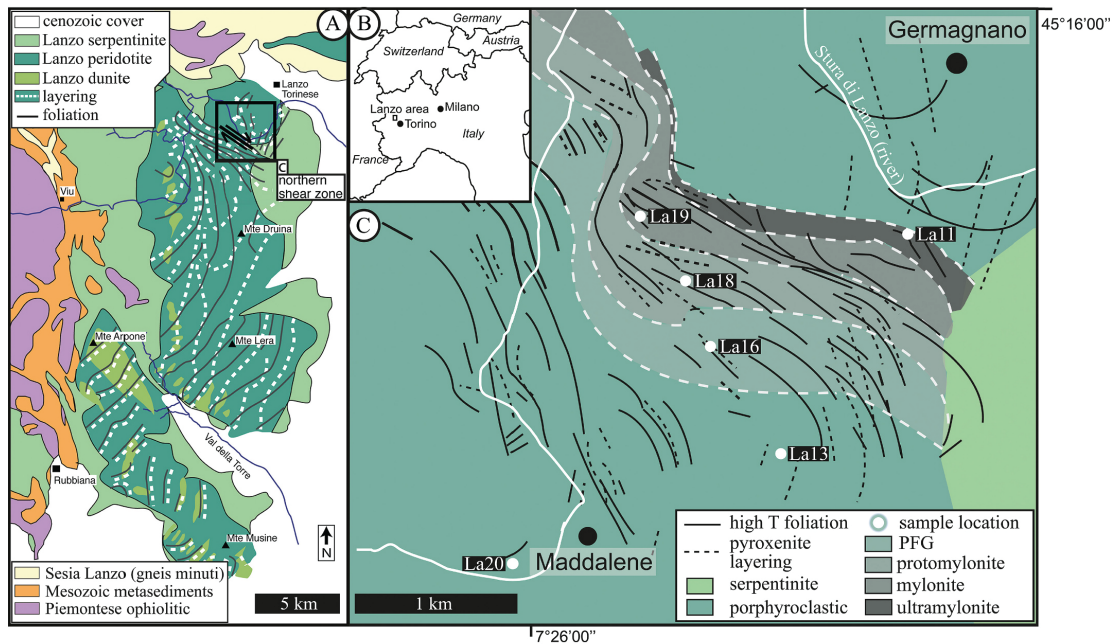 A
cenozoic cover
Lanzo serpentinite
Lanzo peridotite
Lanzo dunite
layering
foliation
Lanzo
Torinese
C
northern
shear zone
Viu
Mte Druina
Mte Arpone
Mte Lera
Val della Torre
Rubbiana
Mte Musine
N
Sesia Lanzo (gneis minuti)
Mesozoic metasediments
Piemontese ophiolitic
5 km
B
Germany
Switzerland
Austria
Lanzo area
Milano
Torino
Italy
France
C
Germagnano
45°16'00''
Stura di Lanzo (river)
La19
La11
La18
La16
La13
La20
Maddalene
1 km
high T foliation
pyroxenite
layering
serpentinite
porphyroclastic
sample location
PFG
protomylonite
mylonite
ultramylonite
7°26'00''